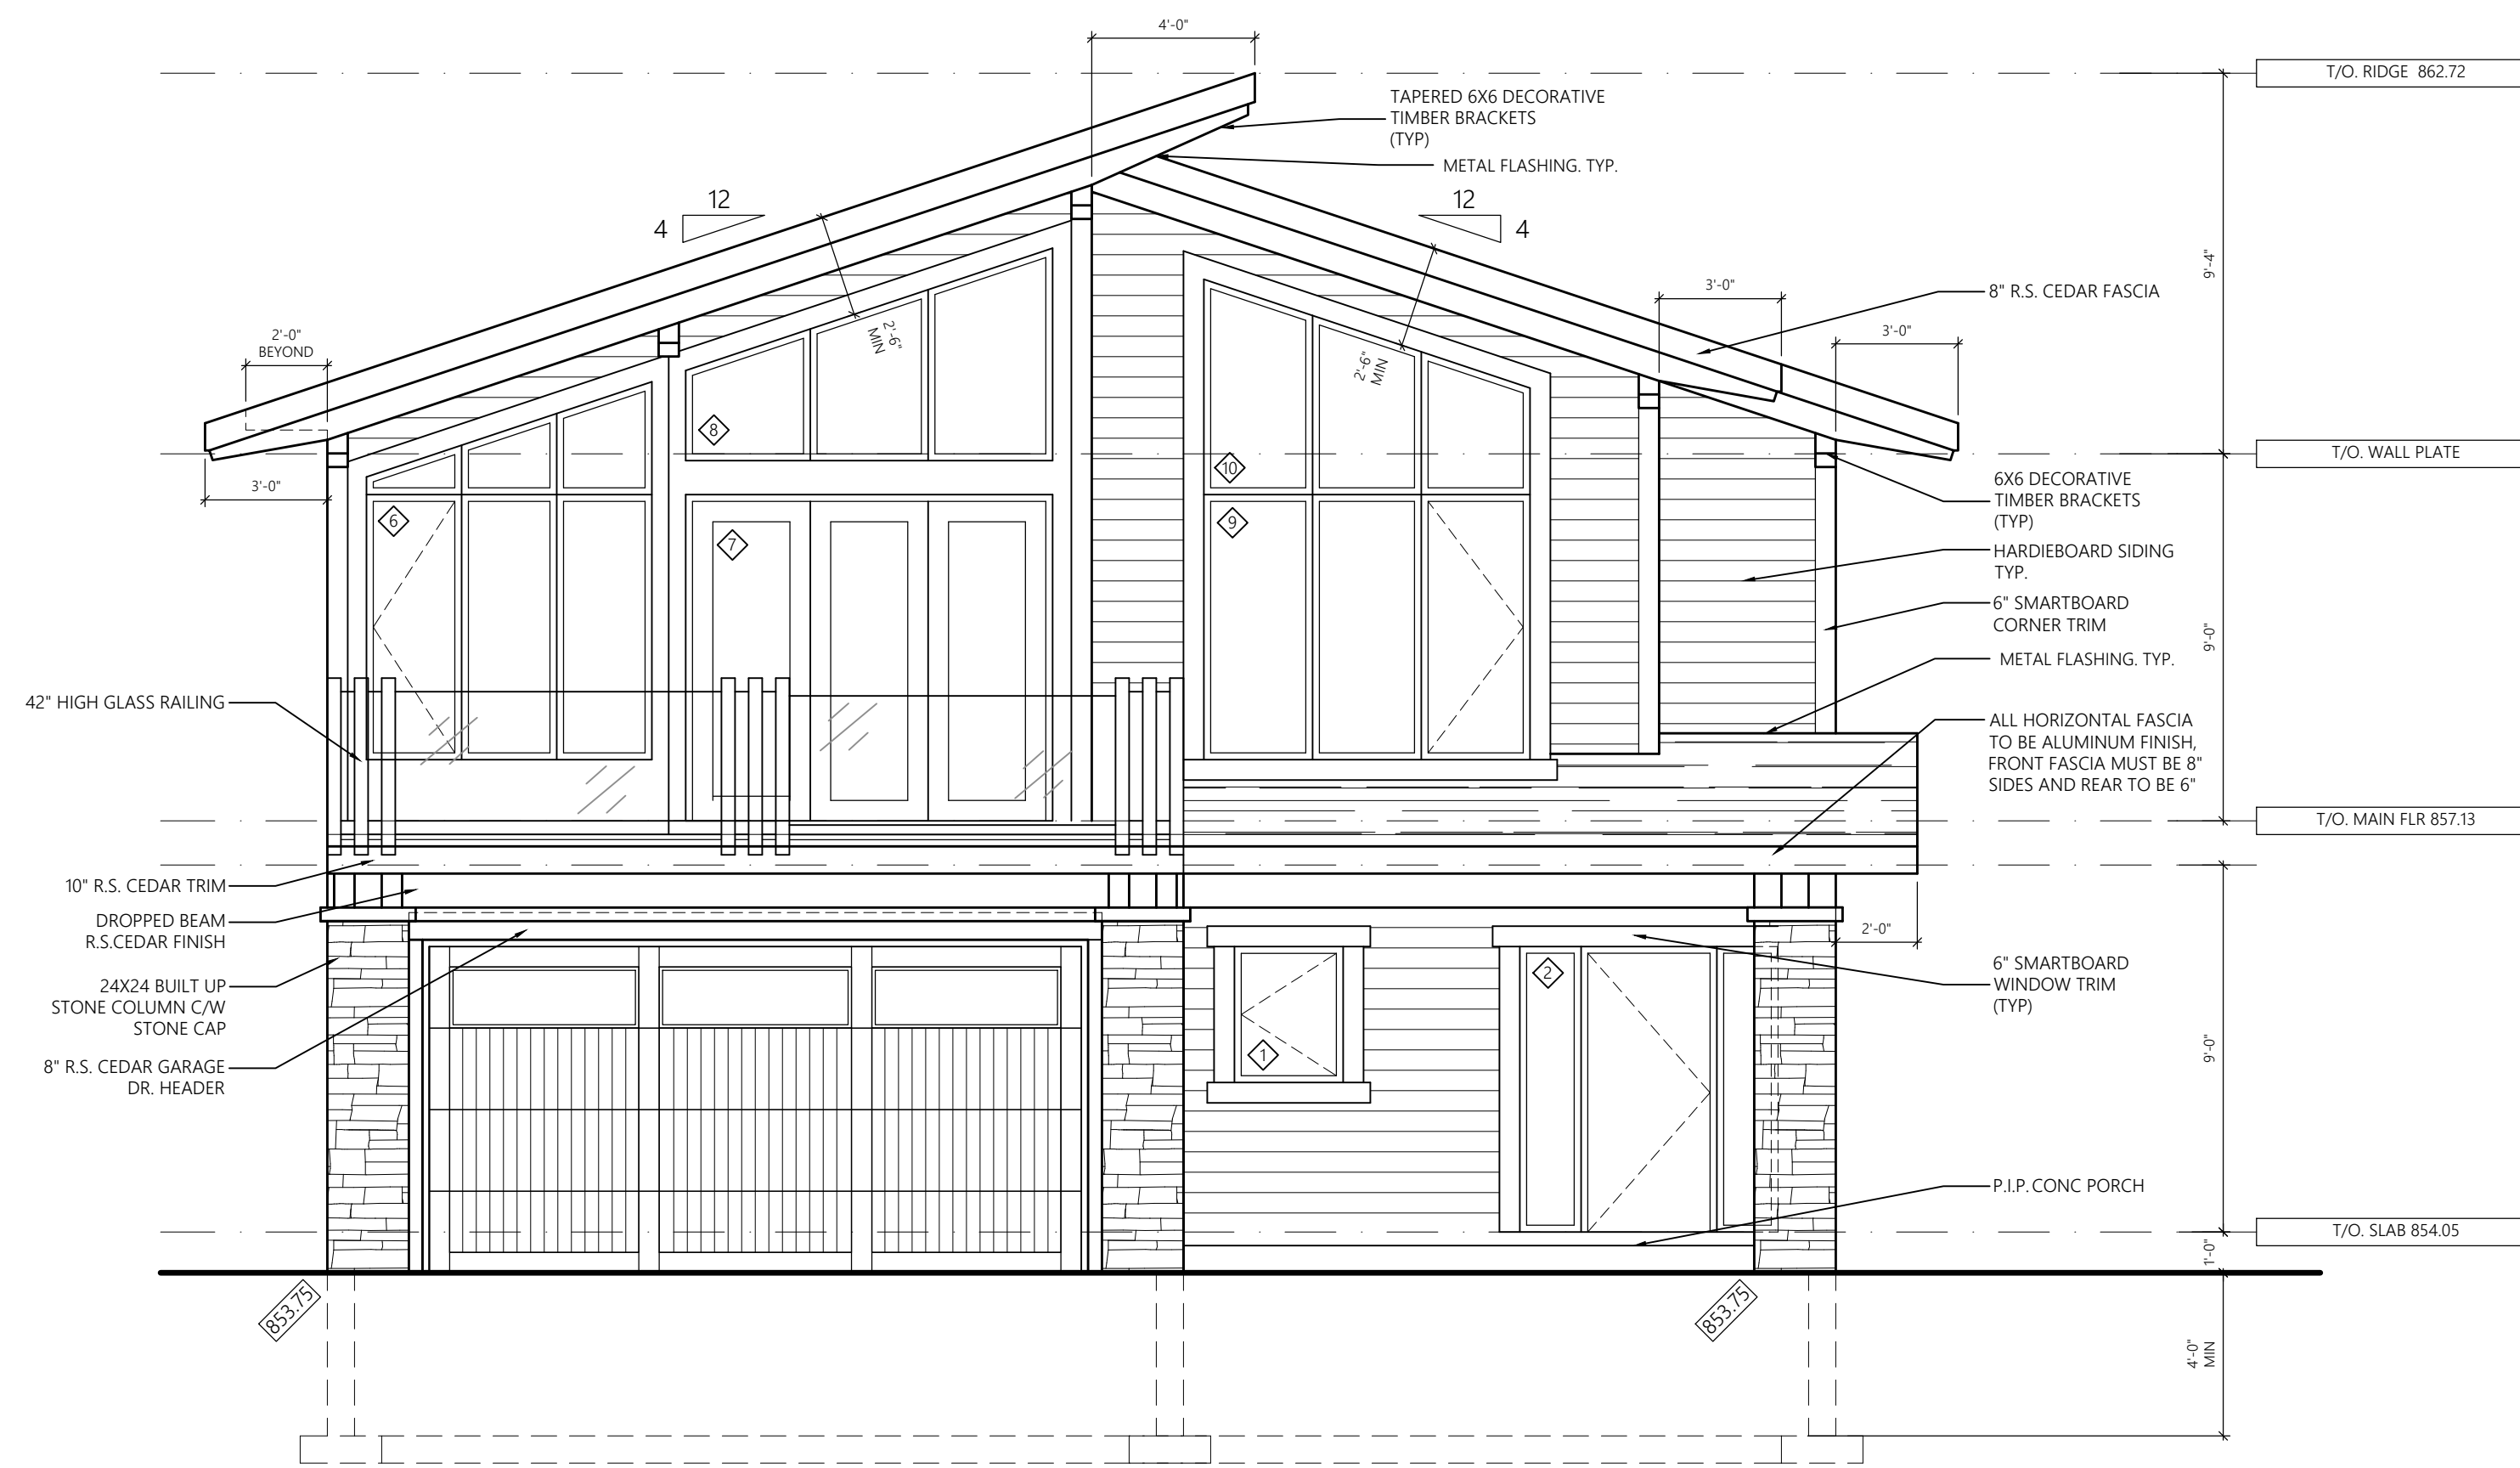 4'-0"
T/O. RIDGE 862.72
TAPERED 6X6 DECORATIVE
TIMBER BRACKETS
(TYP)
METAL FLASHING. TYP.
12
4
12
4
9'-4"
3'-0"
8" R.S. CEDAR FASCIA
2'-0"
BEYOND
2'-6"
MIN
2'-6"
MIN
3'-0"
8
10
T/O. WALL PLATE
3'-0"
6X6 DECORATIVE
TIMBER BRACKETS
(TYP)
6
7
9
HARDIEBOARD SIDING
TYP.
6" SMARTBOARD
CORNER TRIM
9'-0"
METAL FLASHING. TYP.
42" HIGH GLASS RAILING
ALL HORIZONTAL FASCIA
TO BE ALUMINUM FINISH,
FRONT FASCIA MUST BE 8"
SIDES AND REAR TO BE 6"
T/O. MAIN FLR 857.13
10" R.S. CEDAR TRIM
DROPPED BEAM
R.S.CEDAR FINISH
2'-0"
24X24 BUILT UP
STONE COLUMN C/W
STONE CAP
2
6" SMARTBOARD
WINDOW TRIM
(TYP)
8" R.S. CEDAR GARAGE
DR. HEADER
1
9'-0"
P.I.P. CONC PORCH
T/O. SLAB 854.05
1'-0"
853.75
853.75
4'-0"
MIN